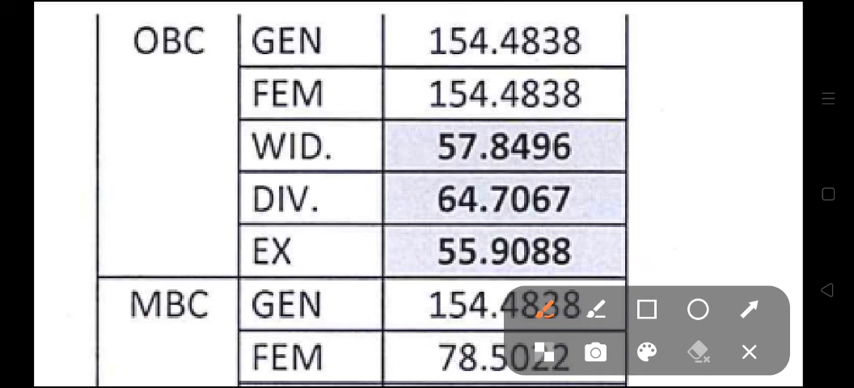 OBC GEN 154.4838
FEM 154.4838
WID. 57.8496
DIV. 64.7067
EX 55.9088
MBC GEN 154.4838
FEM 78.5022